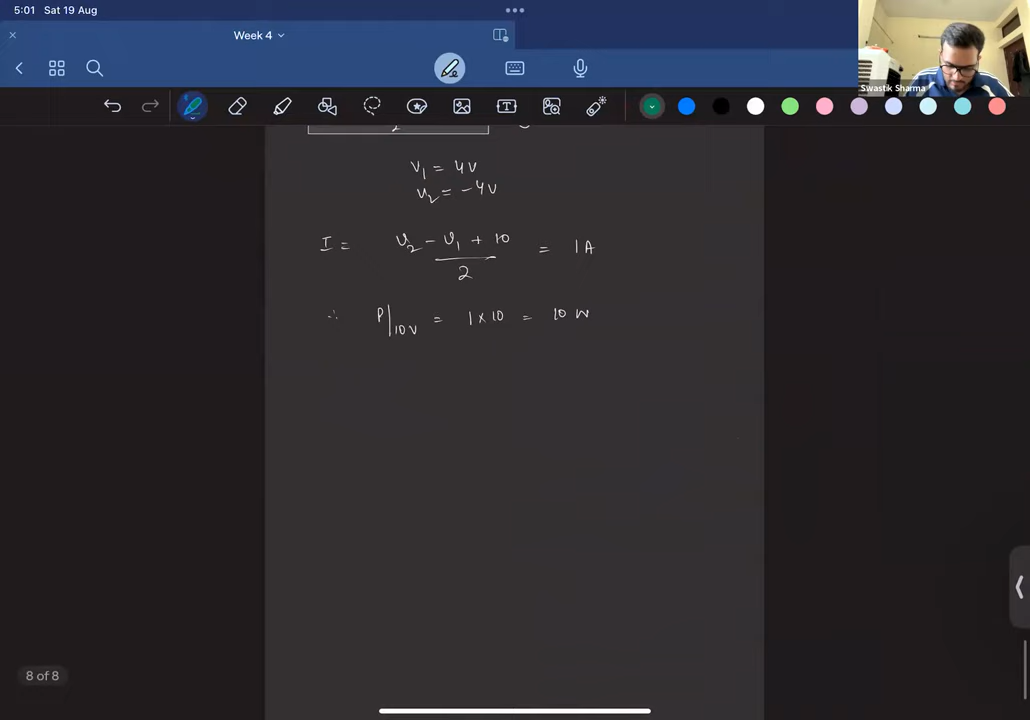 5:01 Sat 19 Aug
Week 4
Swastik Sharma
V₁ = 4V
V₂ = -4V
I = V₂ - V₁ + 10 / 2 = 1 A
∴ P|10V = 1 × 10 = 10 W
8 of 8